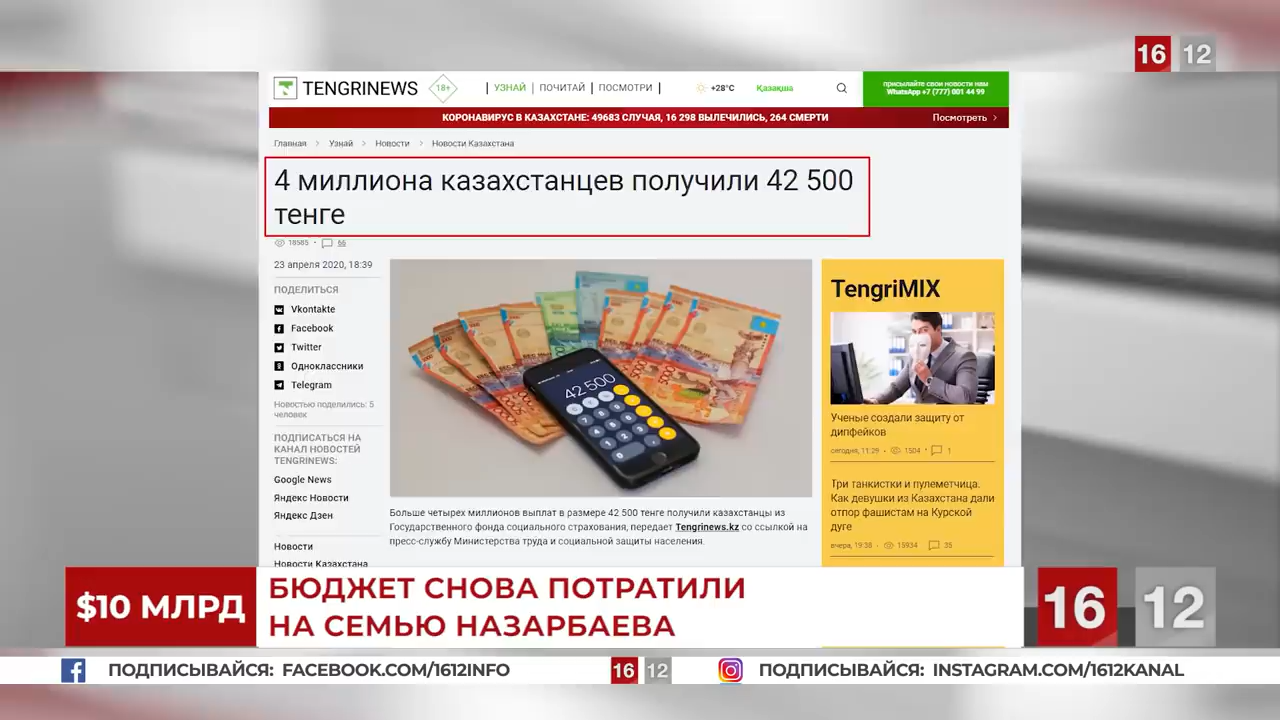 16 12
TENGRINEWS
18+
УЗНАЙ
ПОЧИТАЙ
ПОСМОТРИ
+28°C
Қазақша
присылайте свои новости нам
WhatsApp +7 (777) 001 44 99
КОРОНАВИРУС В КАЗАХСТАНЕ: 49683 СЛУЧАЯ, 16 298 ВЫЛЕЧИЛИСЬ, 264 СМЕРТИ
Посмотреть
Главная > Узнай > Новости > Новости Казахстана
4 миллиона казахстанцев получили 42 500
тенге
18585 • 66
23 апреля 2020, 18:39
ПОДЕЛИТЬСЯ
Vkontakte
Facebook
Twitter
Одноклассники
Telegram
Новостью поделились: 5
человек
ПОДПИСАТЬСЯ НА
КАНАЛ НОВОСТЕЙ
TENGRINEWS:
Google News
Яндекс Новости
Яндекс Дзен
Новости
Новости Казахстана
42 500
Больше четырех миллионов выплат в размере 42 500 тенге получили казахстанцы из
Государственного фонда социального страхования, передает Tengrinews.kz со ссылкой на
пресс-службу Министерства труда и социальной защиты населения.
TengriMIX
Ученые создали защиту от
дипфейков
сегодня, 11:29 • 1504 • 1
Три танкистки и пулеметчица.
Как девушки из Казахстана дали
отпор фашистам на Курской
дуге
вчера, 19:38 • 15934 35
$10 МЛРД
БЮДЖЕТ СНОВА ПОТРАТИЛИ
НА СЕМЬЮ НАЗАРБАЕВА
16 12
ПОДПИСЫВАЙСЯ: FACEBOOK.COM/1612INFO
16 12
ПОДПИСЫВАЙСЯ: INSTAGRAM.COM/1612KANAL